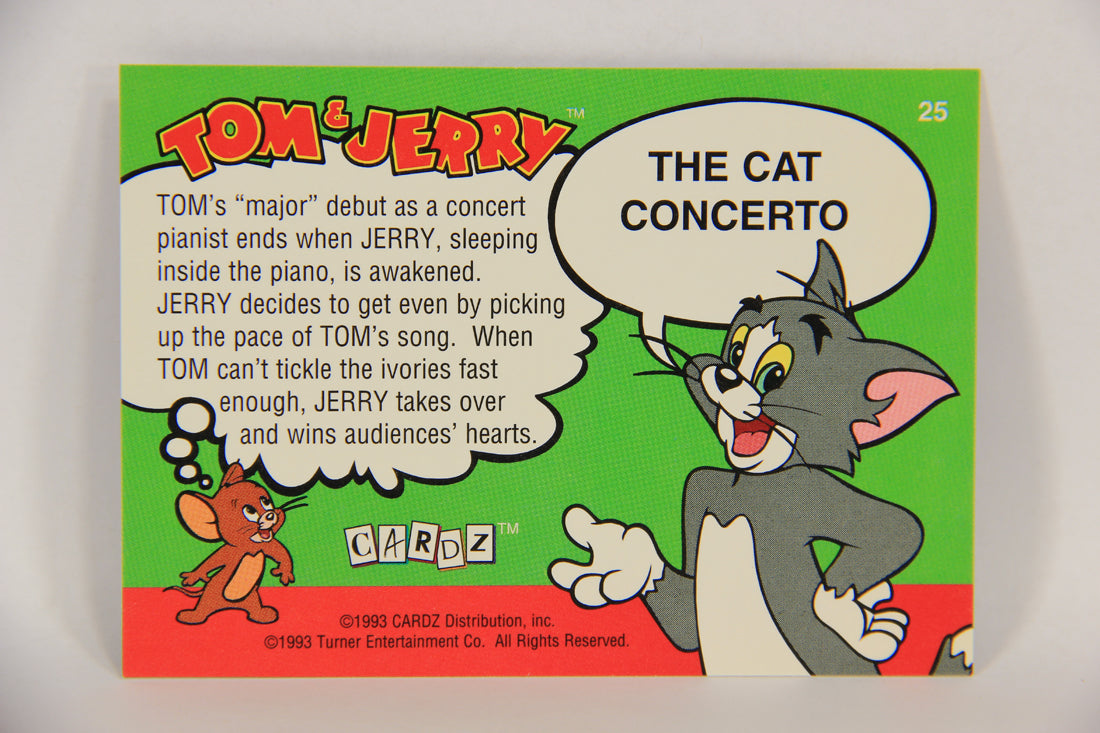 TOM & JERRY™
25
THE CAT
CONCERTO
TOM's “major” debut as a concert
pianist ends when JERRY, sleeping
inside the piano, is awakened.
JERRY decides to get even by picking
up the pace of TOM's song. When
TOM can't tickle the ivories fast
enough, JERRY takes over
and wins audiences' hearts.
CARDZ™
©1993 CARDZ Distribution, inc.
©1993 Turner Entertainment Co. All Rights Reserved.